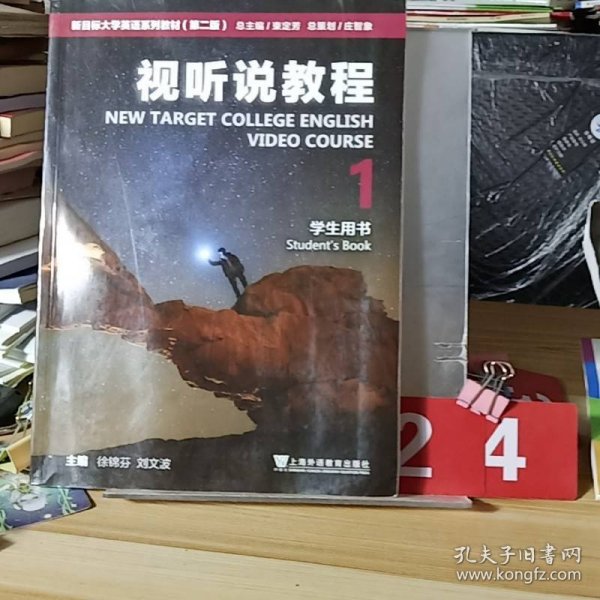 新目标大学英语系列教材(第二版) 总主编/束定芳 总策划/庄智象
视听说教程
NEW TARGET COLLEGE ENGLISH
VIDEO COURSE
1
学生用书
Student's Book
主编 徐锦芬 刘文波
上海外语教育出版社
2 4
孔夫子旧书网
www.kongfz.com